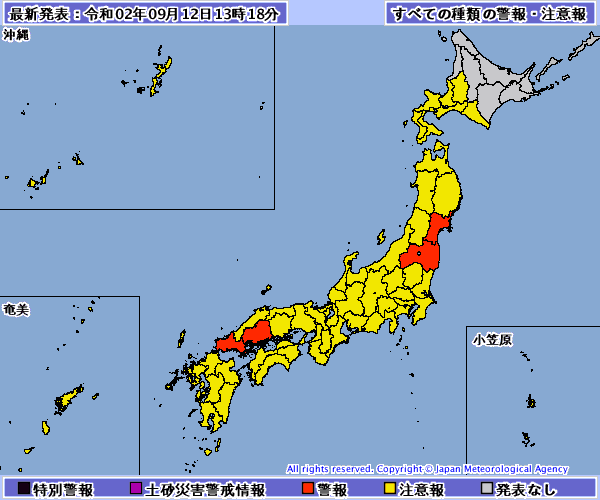 最新発表：令和02年09月12日13時18分
すべての種類の警報・注意報
沖縄
奄美
小笠原
All rights reserved. Copyright © Japan Meteorological Agency
特別警報 土砂災害警戒情報 警報 注意報 発表なし